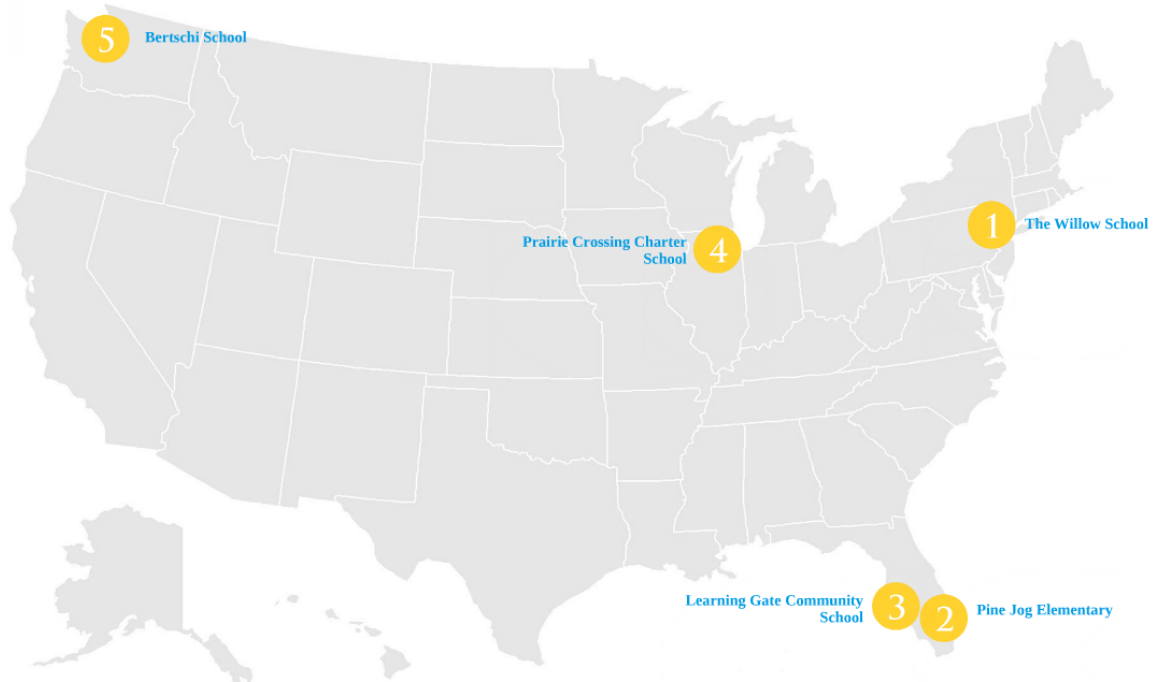 5
Bertschi School
1
The Willow School
Prairie Crossing Charter
School
4
Learning Gate Community
School
3
2
Pine Jog Elementary